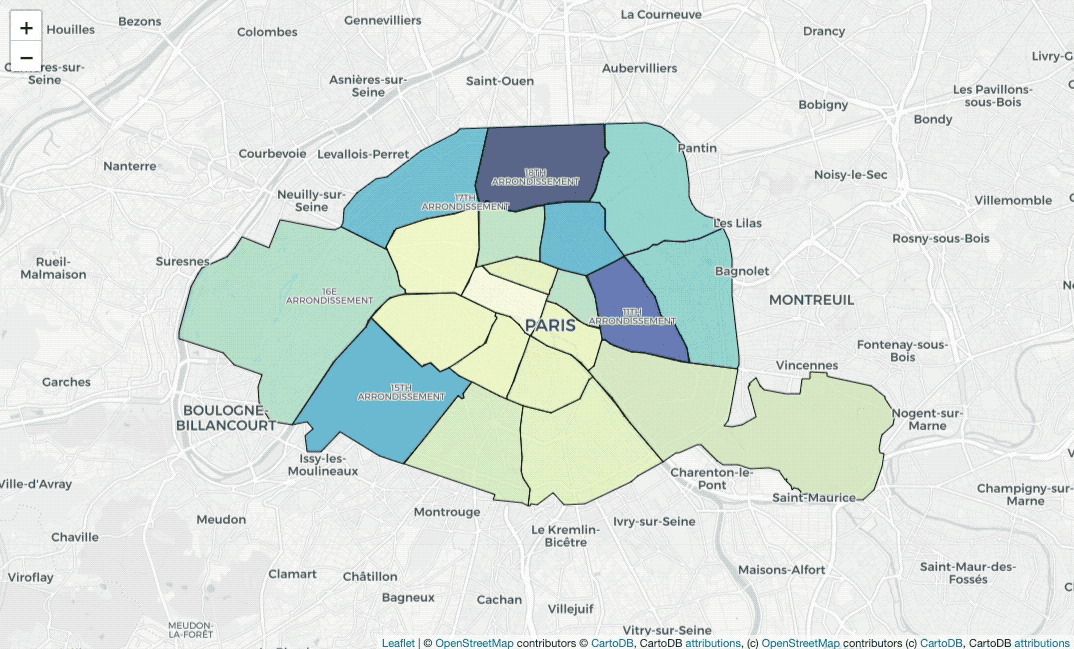 +
−
Houilles
Bezons
Gennevilliers
La Courneuve
Colombes
Drancy
Livry-G
res-sur-
Seine
Asnières-sur-
Seine
Saint-Ouen
Aubervilliers
Les Pavillons-
sous-Bois
Bobigny
Bondy
Nanterre
Courbevoie
Levallois-Perret
Pantin
Noisy-le-Sec
18TH
ARRONDISSEMENT
Neuilly-sur-
Seine
17TH
ARRONDISSEMENT
Villemomble
Les Lilas
Rosny-sous-Bois
Rueil-
Malmaison
Suresnes
Bagnolet
16E
ARRONDISSEMENT
MONTREUIL
11TH
ARRONDISSEMENT
PARIS
Fontenay-sous-
Bois
Vincennes
Garches
15TH
ARRONDISSEMENT
BOULOGNE-
BILLANCOURT
Nogent-sur-
Marne
Issy-les-
Moulineaux
Ville-d'Avray
Charenton-le-
Pont
Saint-Maurice
Champigny-sur-
Marne
Meudon
Montrouge
Le Kremlin-
Bicêtre
Ivry-sur-Seine
Chaville
Viroflay
Clamart
Châtillon
Maisons-Alfort
Saint-Maur-des-
Fossés
Bagneux
Cachan
Villejuif
MEUDON-
LA-FORÊT
Vitry-sur-Seine
Leaflet | © OpenStreetMap contributors © CartoDB, CartoDB attributions, (c) OpenStreetMap contributors (c) CartoDB, CartoDB attributions